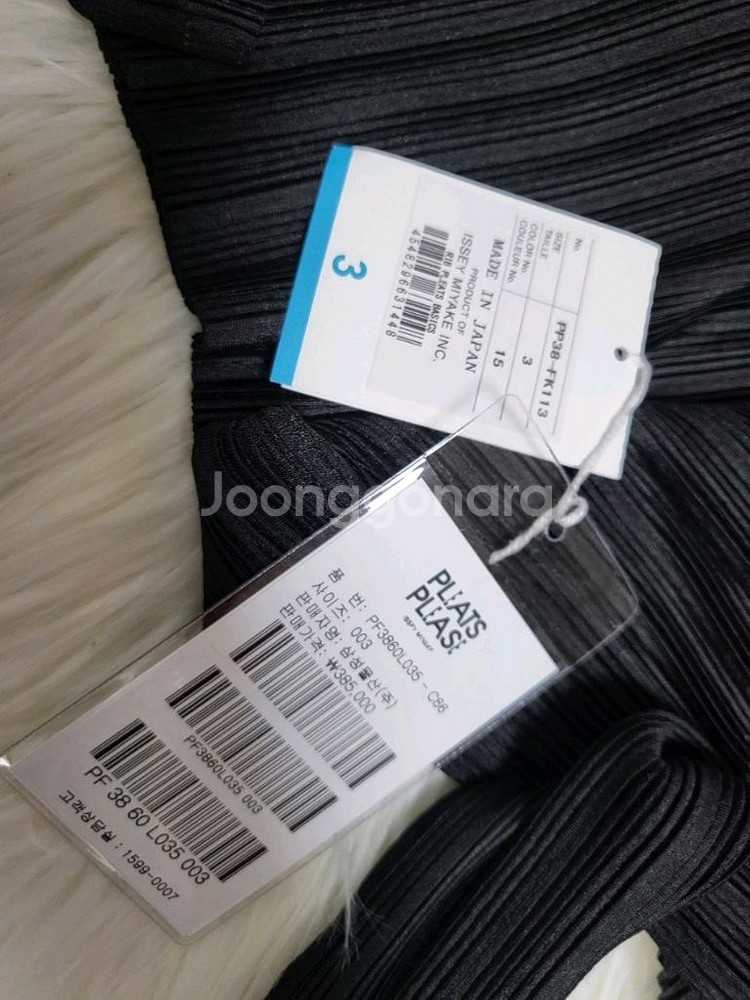 3
No. PP38-FK113
SIZE
TAILLE 3
COLOR No.
COULEUR No. 15
MADE IN JAPAN
PRODUCT OF
ISSEY MIYAKE INC.
RIB PLEATS BASICS
4548296631448
Joonggonara
PLEATS
PLEASE
ISSEY MIYAKE
품 번: PF3860L035 - C66
사이즈: 003
판매자명: 삼성물산(주)
판매가격: ₩385,000
PF3860L035 003
PF 38 60 L035 003
고객상담실 : 1599-0007